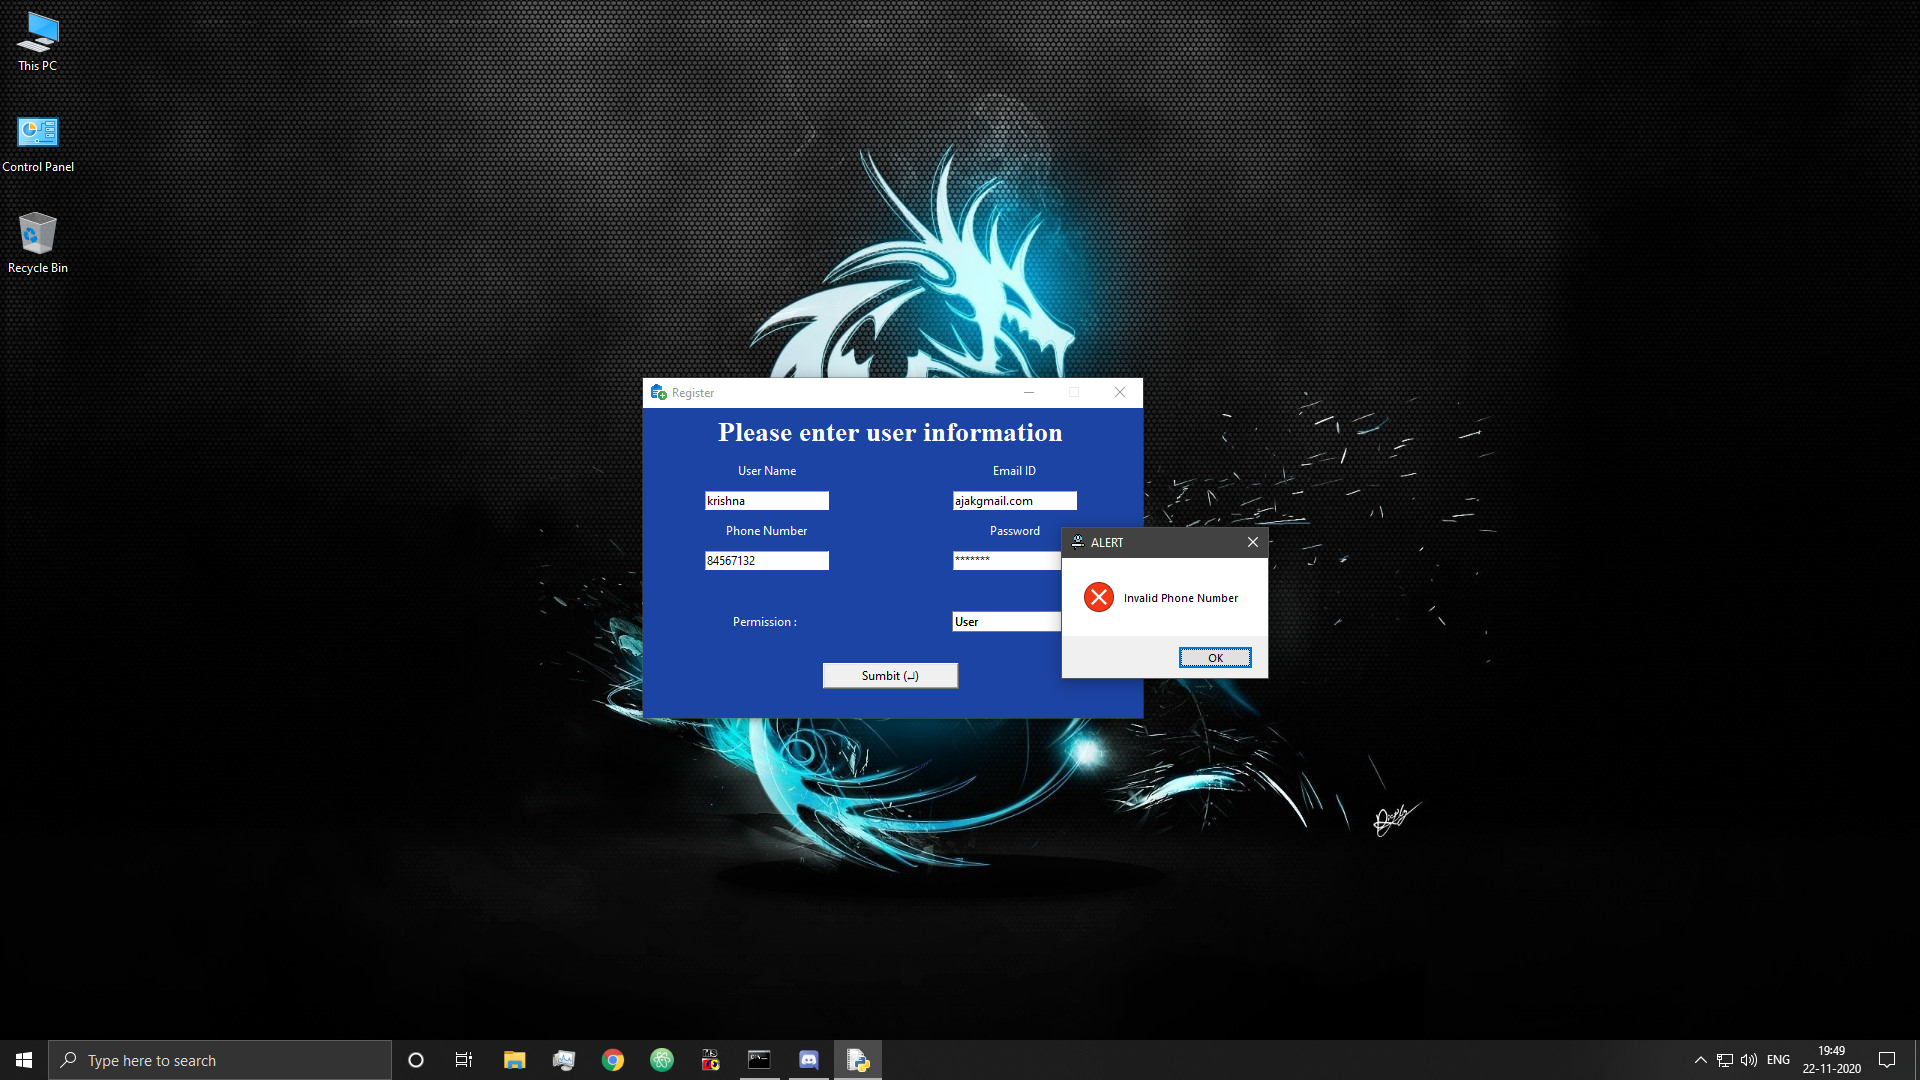 This PC
Control Panel
Recycle Bin
Register
Please enter user information
User Name
Email ID
krishna
ajakgmail.com
Phone Number
Password
84567132
*******
Permission :
User
Sumbit (↵)
ALERT
Invalid Phone Number
OK
Type here to search
ENG
19:49
22-11-2020